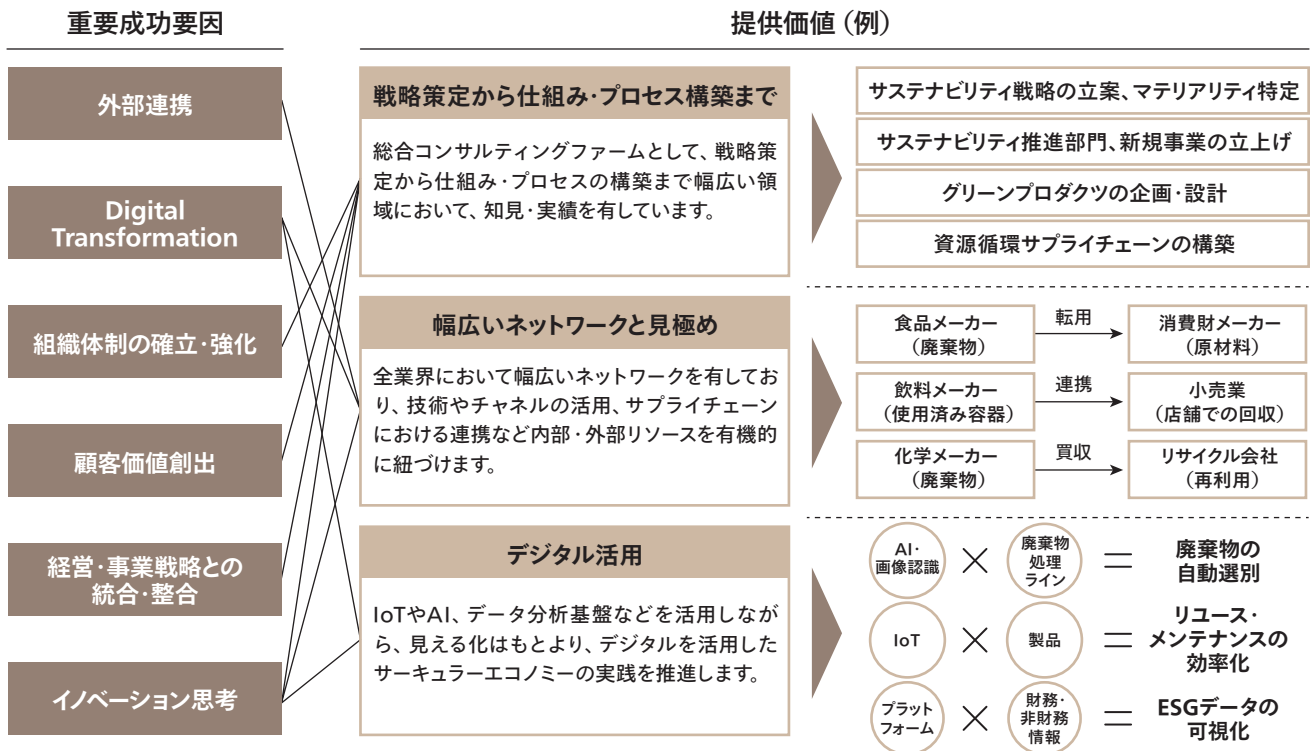 重要成功要因
提供価値（例）
外部連携
Digital
Transformation
組織体制の確立・強化
顧客価値創出
経営・事業戦略との
統合・整合
イノベーション思考
戦略策定から仕組み・プロセス構築まで
総合コンサルティングファームとして、戦略策
定から仕組み・プロセスの構築まで幅広い領
域において、知見・実績を有しています。
サステナビリティ戦略の立案、マテリアリティ特定
サステナビリティ推進部門、新規事業の立上げ
グリーンプロダクツの企画・設計
資源循環サプライチェーンの構築
幅広いネットワークと見極め
全業界において幅広いネットワークを有してお
り、技術やチャネルの活用、サプライチェーン
における連携など内部・外部リソースを有機的
に紐づけます。
食品メーカー
（廃棄物）
転用
消費財メーカー
（原材料）
飲料メーカー
（使用済み容器）
連携
小売業
（店舗での回収）
化学メーカー
（廃棄物）
買収
リサイクル会社
（再利用）
デジタル活用
IoTやAI、データ分析基盤などを活用しなが
ら、見える化はもとより、デジタルを活用した
サーキュラーエコノミーの実践を推進します。
AI・
画像認識
×
廃棄物
処理
ライン
＝
廃棄物の
自動選別
IoT
×
製品
＝
リユース・
メンテナンスの
効率化
プラット
フォーム
×
財務・
非財務
情報
＝
ESGデータの
可視化